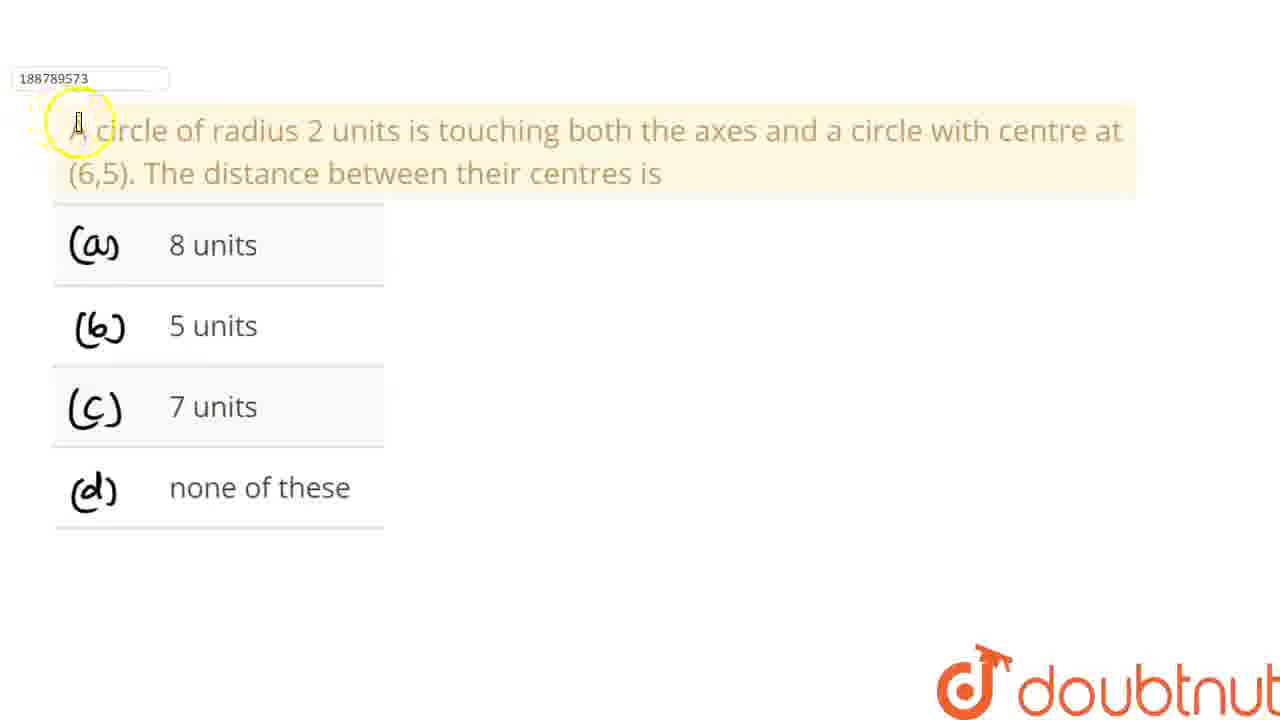 188789573
A circle of radius 2 units is touching both the axes and a circle with centre at
(6,5). The distance between their centres is
(a) 8 units
(b) 5 units
(c) 7 units
(d) none of these
doubtnut